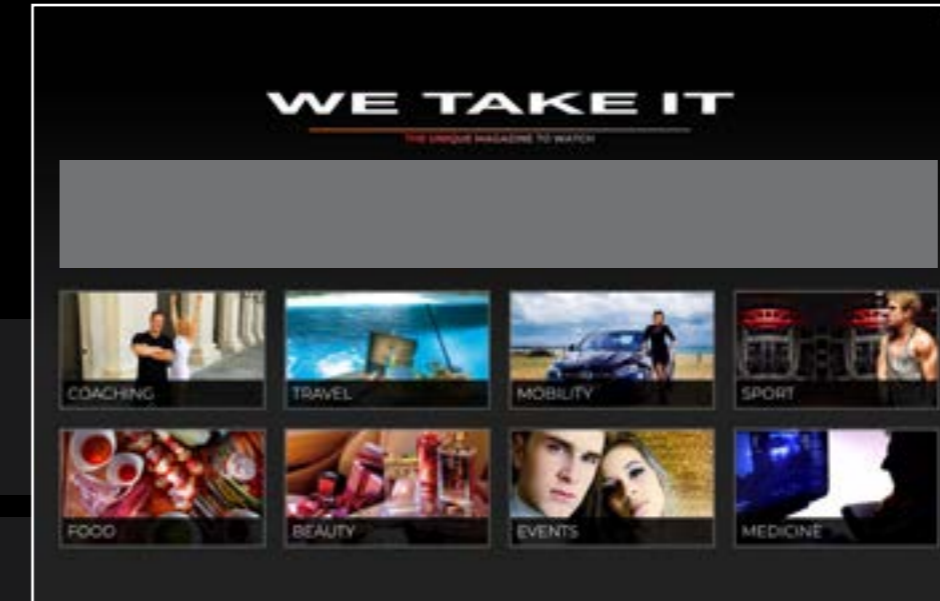 WE TAKE IT
THE UNIQUE MAGAZINE TO WATCH
COACHING
TRAVEL
MOBILITY
SPORT
FOOD
BEAUTY
EVENTS
MEDICINE